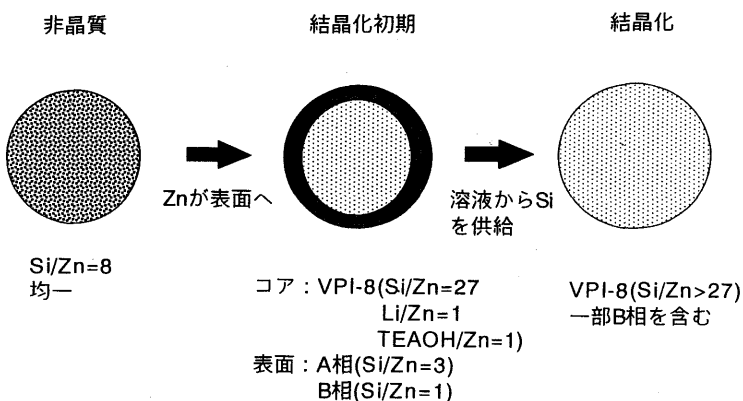 非晶質
結晶化初期
結晶化
Znが表面へ
溶液からSi
を供給
Si/Zn=8
均一
コア：VPI-8(Si/Zn=27
Li/Zn=1
TEAOH/Zn=1)
表面：A相(Si/Zn=3)
B相(Si/Zn=1)
VPI-8(Si/Zn>27)
一部B相を含む